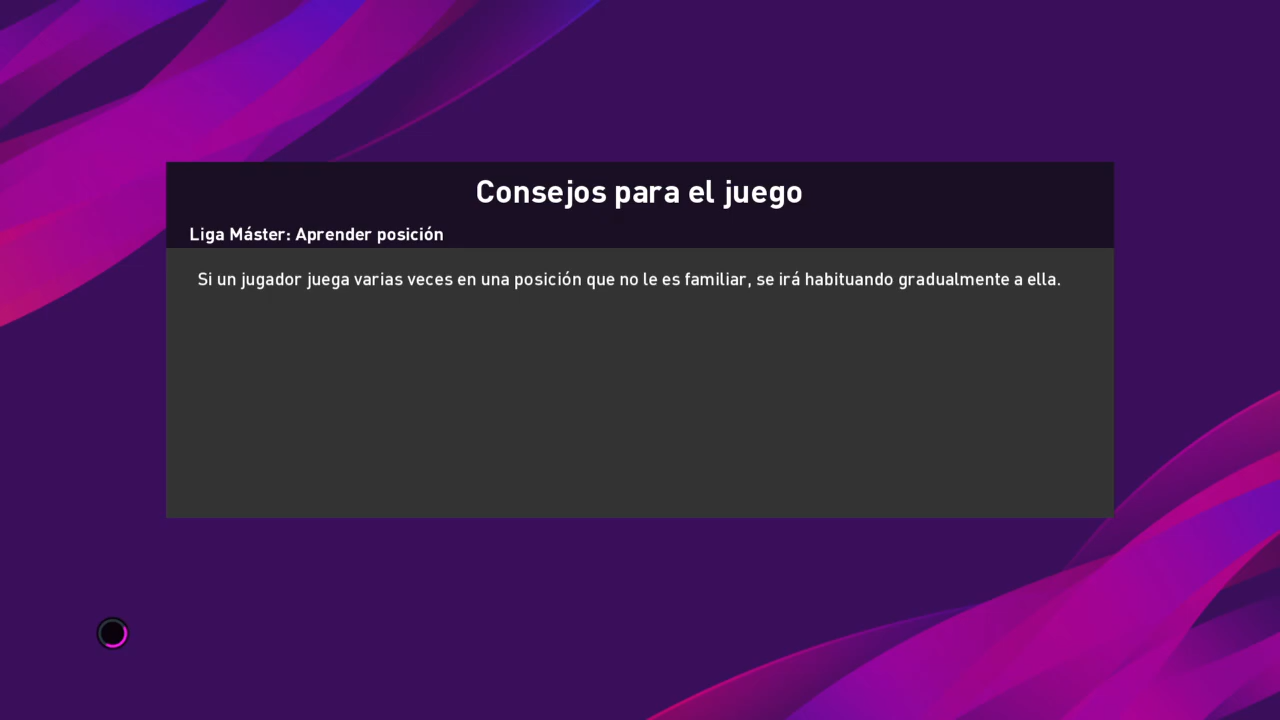 Consejos para el juego
Liga Máster: Aprender posición
Si un jugador juega varias veces en una posición que no le es familiar, se irá habituando gradualmente a ella.